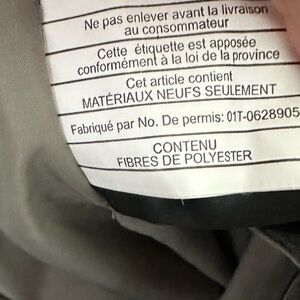 Ne pas enlever avant la livraison
au consommateur
Cette étiquette est apposée
conformément à la loi de la province
Cet article contient
MATÉRIAUX NEUFS SEULEMENT
Fabriqué par No. De permis: 01T-0628905
CONTENU
FIBRES DE POLYESTER